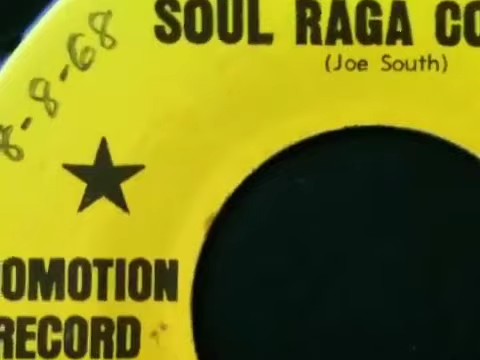 SOUL RAGA CO
(Joe South)
8-8-68
OMOTION
RECORD